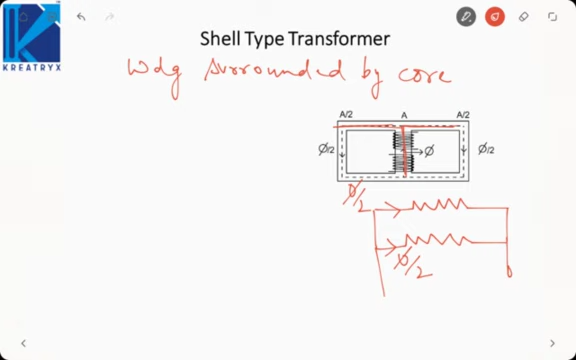 KREATRYX
Shell Type Transformer
Wdg surrounded by core
A/2 A A/2
∅/2 ∅ ∅/2
∅/2
∅/2